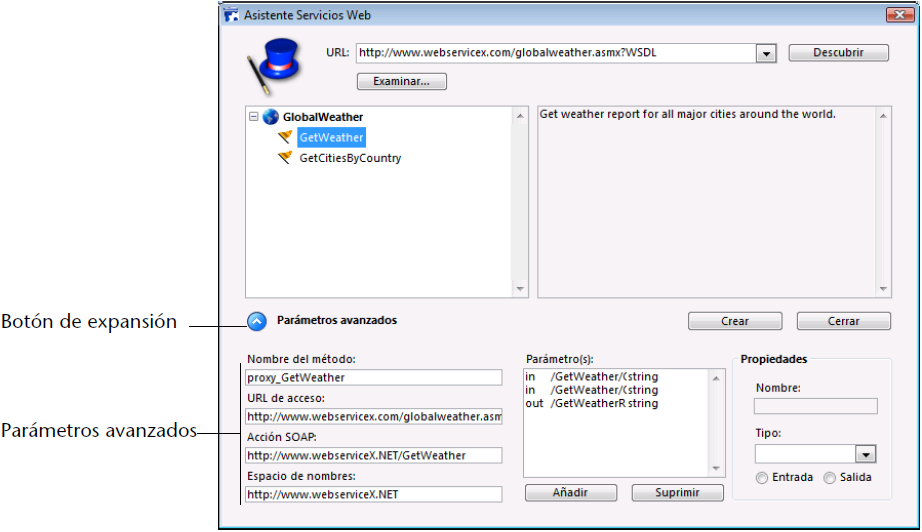 Asistente Servicios Web
URL: http://www.webservicex.com/globalweather.asmx?WSDL Descubrir
Examinar...
GlobalWeather
GetWeather
GetCitiesByCountry
Get weather report for all major cities around the world.
Botón de expansión
Parámetros avanzados Crear Cerrar
Parámetros avanzados
Nombre del método:
proxy_GetWeather
URL de acceso:
http://www.webservicex.com/globalweather.asm
Acción SOAP:
http://www.webserviceX.NET/GetWeather
Espacio de nombres:
http://www.webserviceX.NET
Parámetro(s):
in /GetWeather/(string
in /GetWeather/(string
out /GetWeatherR string
Añadir Suprimir
Propiedades
Nombre:
Tipo:
Entrada Salida